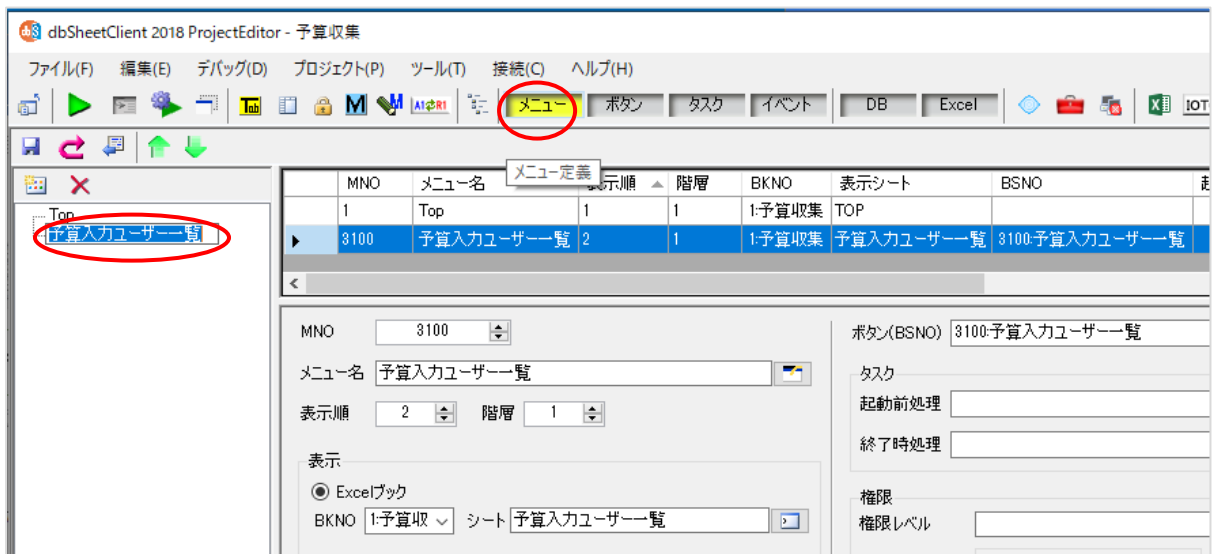 dbSheetClient 2018 ProjectEditor - 予算収集
ファイル(F) 編集(E) デバッグ(D) プロジェクト(P) ツール(T) 接続(C) ヘルプ(H)
Tab M M A1⇄R1 メニュー ボタン タスク イベント DB Excel IOT
メニュー定義
Top
予算入力ユーザー一覧
MNO メニュー名 表示順 階層 BKNO 表示シート BSNO
1 Top 1 1 1:予算収集 TOP
3100 予算入力ユーザー一覧 2 1 1:予算収集 予算入力ユーザー一覧 3100:予算入力ユーザー一覧
MNO 3100 ボタン(BSNO) 3100:予算入力ユーザー一覧
メニュー名 予算入力ユーザー一覧 タスク
表示順 2 階層 1 起動前処理
終了時処理
表示
Excelブック 権限
BKNO 1:予算収 シート 予算入力ユーザー一覧 権限レベル